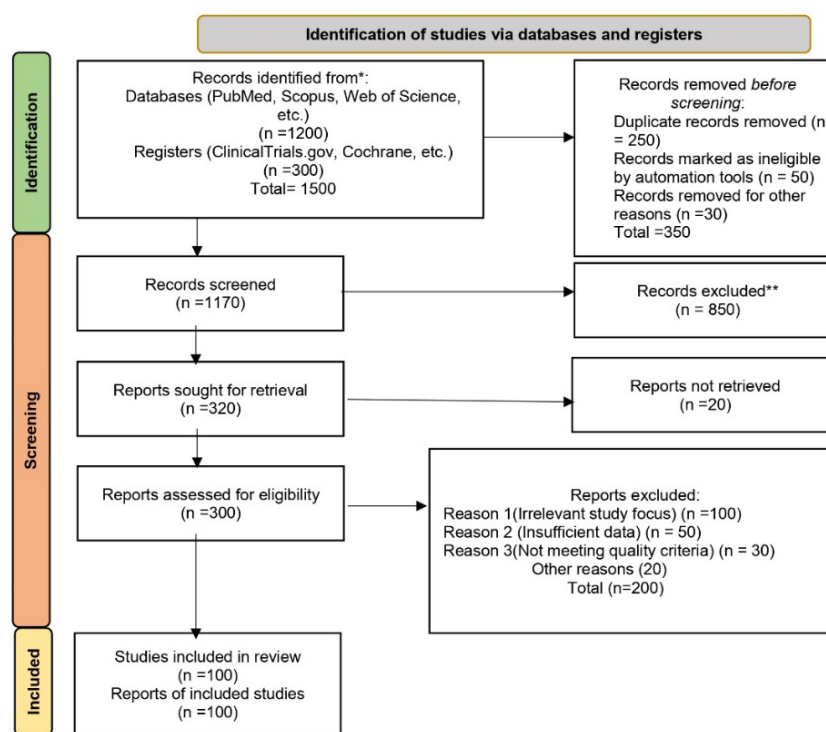 Identification of studies via databases and registers
Identification
Records identified from*:
Databases (PubMed, Scopus, Web of Science,
etc.)
(n =1200)
Registers (ClinicalTrials.gov, Cochrane, etc.)
(n =300)
Total= 1500
Records removed before
screening:
Duplicate records removed (n
= 250)
Records marked as ineligible
by automation tools (n = 50)
Records removed for other
reasons (n =30)
Total =350
Screening
Records screened
(n =1170)
Records excluded**
(n = 850)
Reports sought for retrieval
(n =320)
Reports not retrieved
(n =20)
Reports assessed for eligibility
(n =300)
Reports excluded:
Reason 1(Irrelevant study focus) (n =100)
Reason 2 (Insufficient data) (n = 50)
Reason 3(Not meeting quality criteria) (n = 30)
Other reasons (20)
Total (n=200)
Included
Studies included in review
(n =100)
Reports of included studies
(n =100)